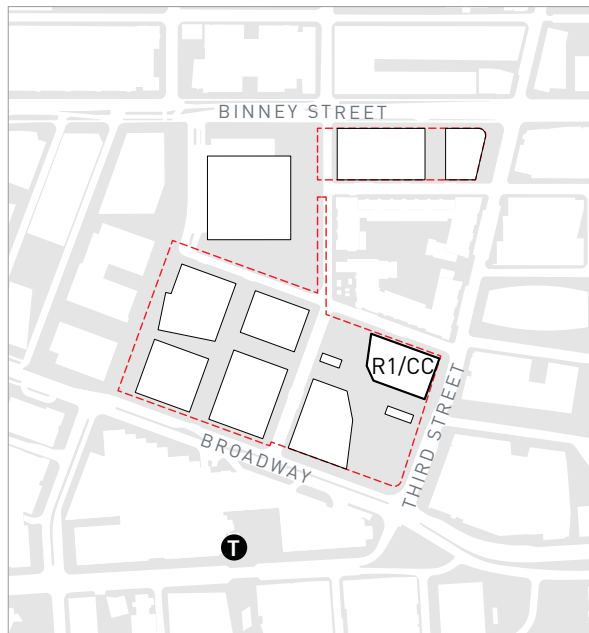 BINNEY STREET
R1/CC
THIRD STREET
BROADWAY
T